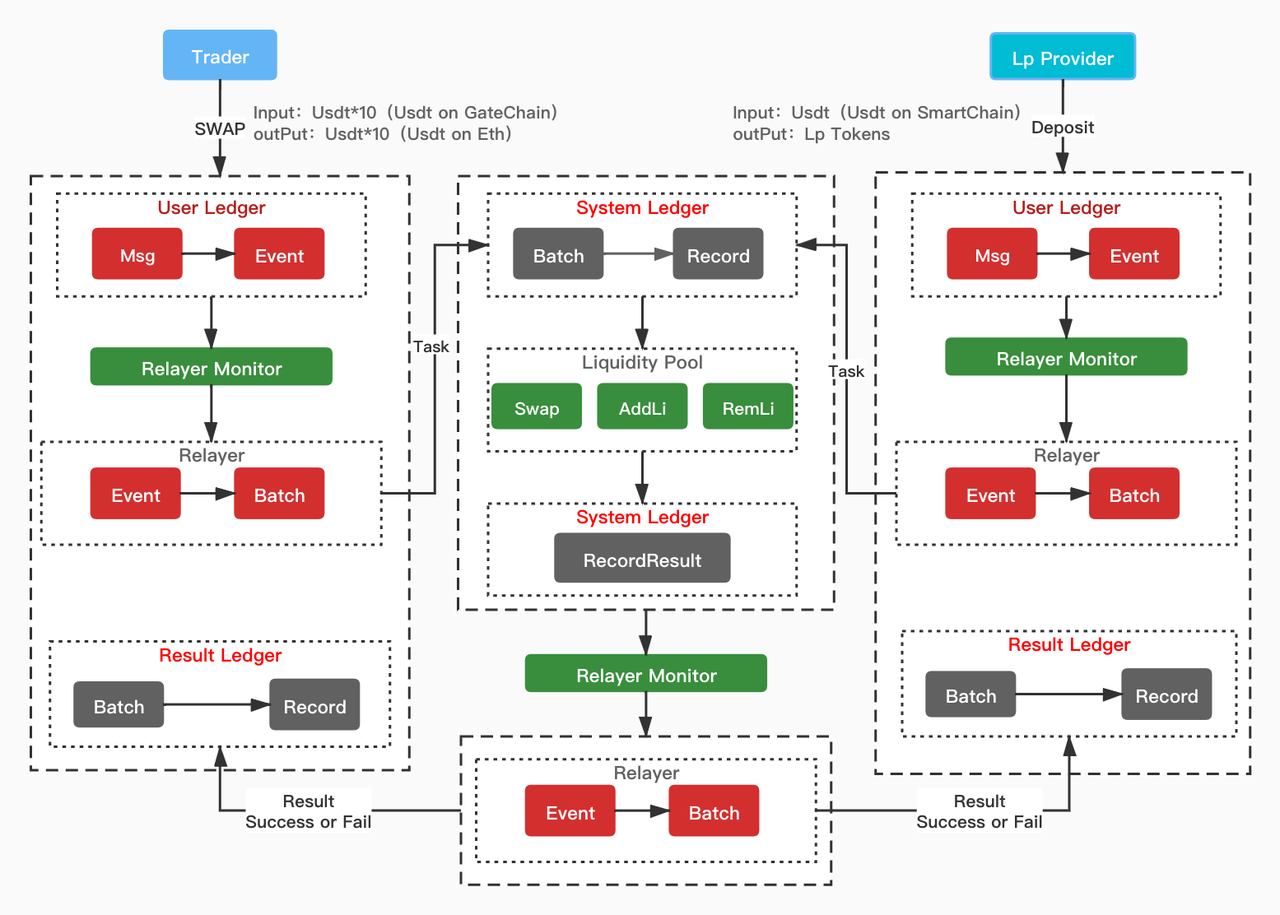 Trader
Lp Provider
Input：Usdt*10（Usdt on GateChain）
outPut：Usdt*10（Usdt on Eth）
SWAP
Input：Usdt（Usdt on SmartChain）
outPut：Lp Tokens
Deposit
User Ledger
Msg
Event
Relayer Monitor
Relayer
Event
Batch
Result Ledger
Batch
Record
Task
System Ledger
Batch
Record
Liquidity Pool
Swap
AddLi
RemLi
System Ledger
RecordResult
Relayer Monitor
Relayer
Event
Batch
Task
User Ledger
Msg
Event
Relayer Monitor
Relayer
Event
Batch
Result Ledger
Batch
Record
Result
Success or Fail
Result
Success or Fail